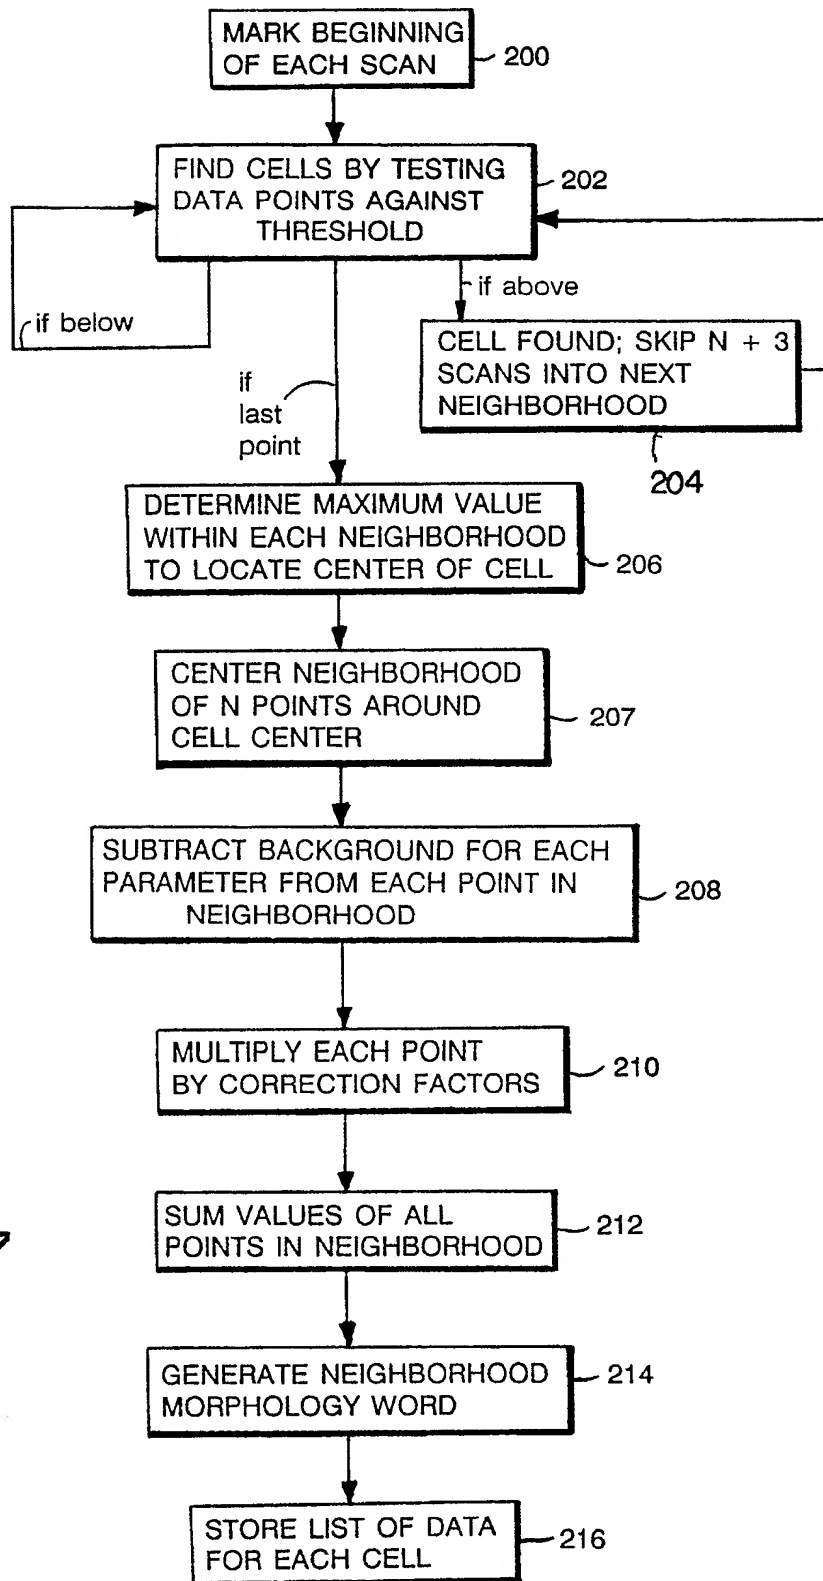 MARK BEGINNING
OF EACH SCAN
200
FIND CELLS BY TESTING
DATA POINTS AGAINST
THRESHOLD
202
if below
if above
CELL FOUND; SKIP N + 3
SCANS INTO NEXT
NEIGHBORHOOD
204
if
last
point
DETERMINE MAXIMUM VALUE
WITHIN EACH NEIGHBORHOOD
TO LOCATE CENTER OF CELL
206
CENTER NEIGHBORHOOD
OF N POINTS AROUND
CELL CENTER
207
SUBTRACT BACKGROUND FOR EACH
PARAMETER FROM EACH POINT IN
NEIGHBORHOOD
208
MULTIPLY EACH POINT
BY CORRECTION FACTORS
210
SUM VALUES OF ALL
POINTS IN NEIGHBORHOOD
212
GENERATE NEIGHBORHOOD
MORPHOLOGY WORD
214
STORE LIST OF DATA
FOR EACH CELL
216